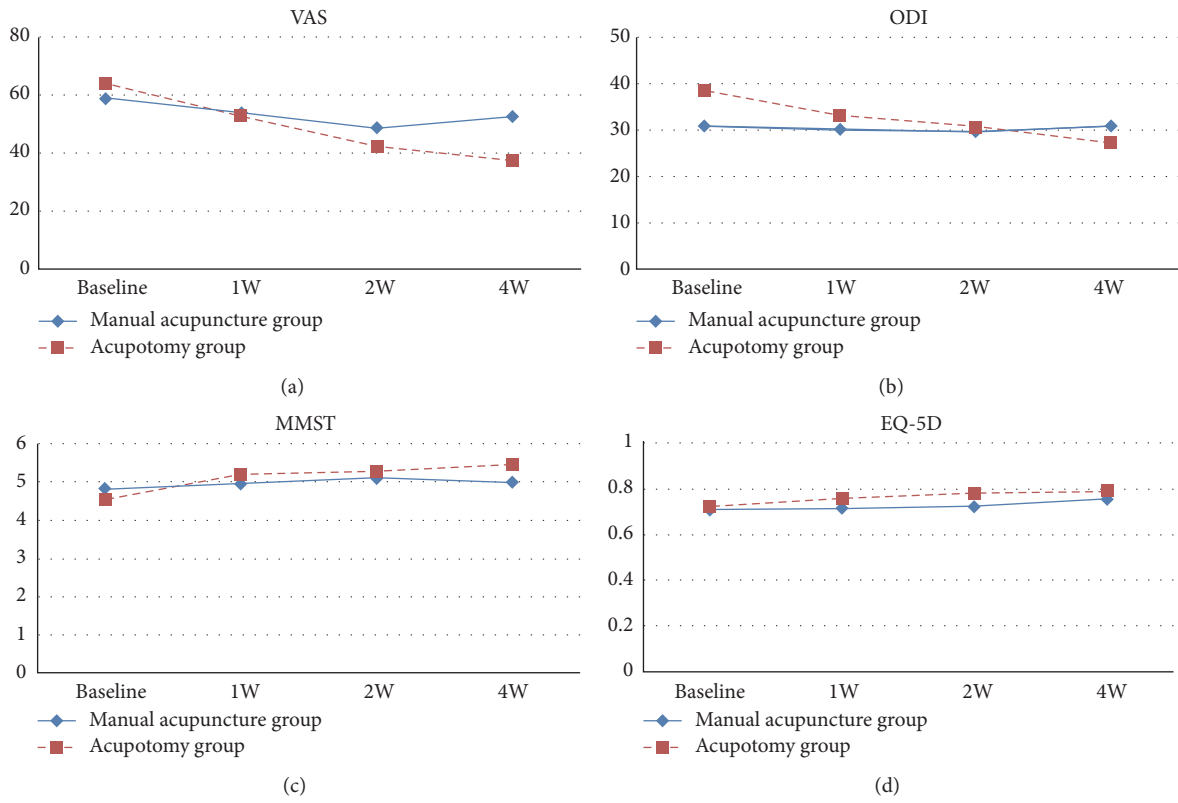 VAS
80
60
40
20
0
Baseline 1W 2W 4W
Manual acupuncture group
Acupotomy group
(a)
ODI
50
40
30
20
10
0
Baseline 1W 2W 4W
Manual acupuncture group
Acupotomy group
(b)
MMST
6
5
4
3
2
1
0
Baseline 1W 2W 4W
Manual acupuncture group
Acupotomy group
(c)
EQ-5D
1
0.8
0.6
0.4
0.2
0
Baseline 1W 2W 4W
Manual acupuncture group
Acupotomy group
(d)